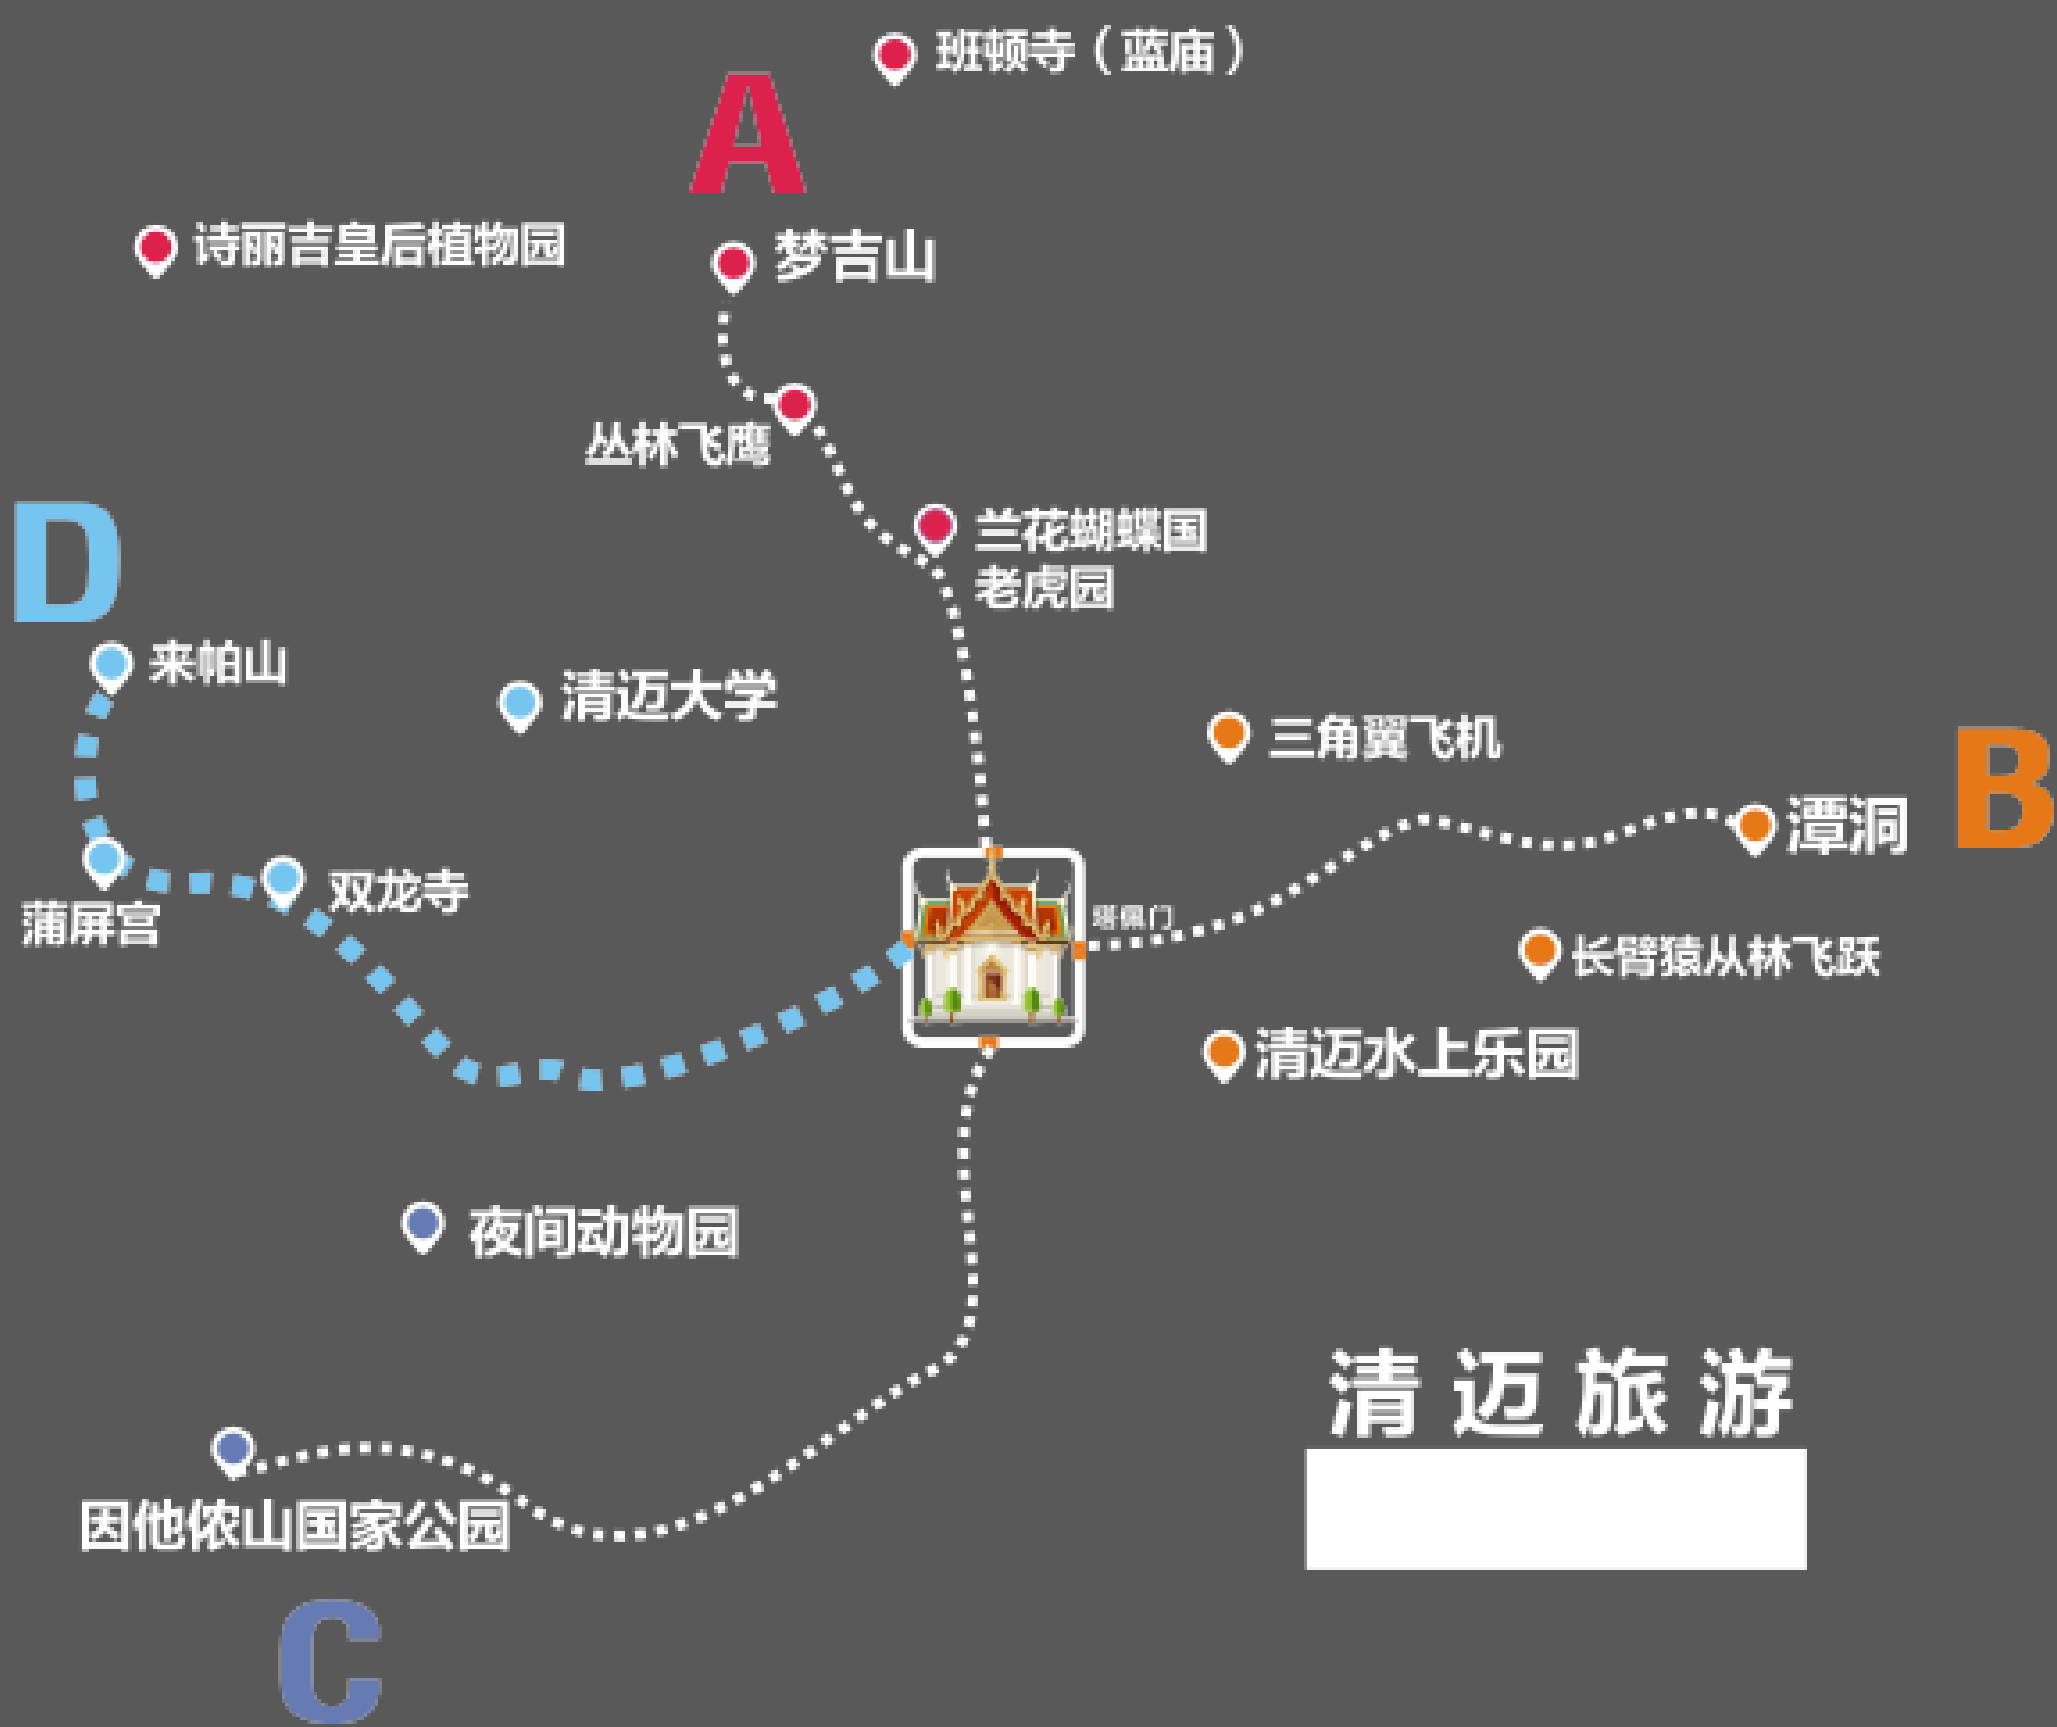 班顿寺（蓝庙）
A
诗丽吉皇后植物园
梦吉山
丛林飞鹰
兰花蝴蝶国
老虎园
D
来帕山
清迈大学
三角翼飞机
B
潭洞
双龙寺
蒲屏宫
塔佩门
长臂猿丛林飞跃
清迈水上乐园
夜间动物园
清迈旅游
因他侬山国家公园
C